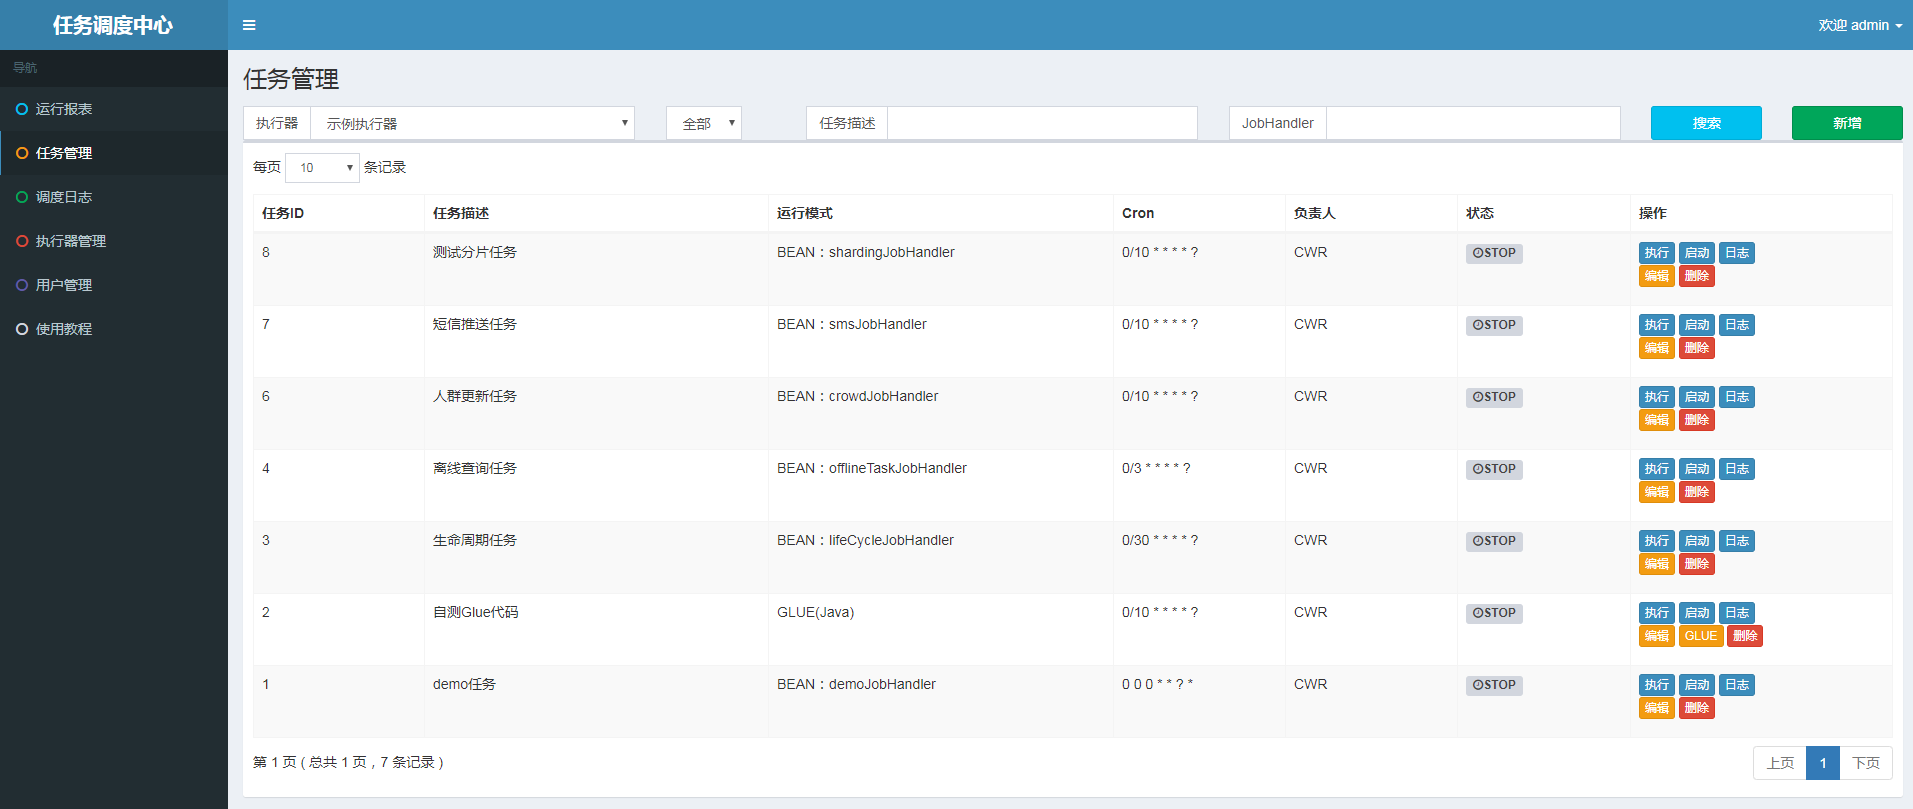 任务调度中心
欢迎 admin
导航
运行报表
任务管理
调度日志
执行器管理
用户管理
使用教程
任务管理
执行器 示例执行器 全部 任务描述 JobHandler 搜索 新增
每页 10 条记录
任务ID 任务描述 运行模式 Cron 负责人 状态 操作
8 测试分片任务 BEAN：shardingJobHandler 0/10 * * * * ? CWR STOP 执行 启动 日志
编辑 删除
7 短信推送任务 BEAN：smsJobHandler 0/10 * * * * ? CWR STOP 执行 启动 日志
编辑 删除
6 人群更新任务 BEAN：crowdJobHandler 0/10 * * * * ? CWR STOP 执行 启动 日志
编辑 删除
4 离线查询任务 BEAN：offlineTaskJobHandler 0/3 * * * * ? CWR STOP 执行 启动 日志
编辑 删除
3 生命周期任务 BEAN：lifeCycleJobHandler 0/30 * * * * ? CWR STOP 执行 启动 日志
编辑 删除
2 自测Glue代码 GLUE(Java) 0/10 * * * * ? CWR STOP 执行 启动 日志
编辑 GLUE 删除
1 demo任务 BEAN：demoJobHandler 0 0 0 * * ? * CWR STOP 执行 启动 日志
编辑 删除
第 1 页 ( 总共 1 页，7 条记录 ) 上页 1 下页